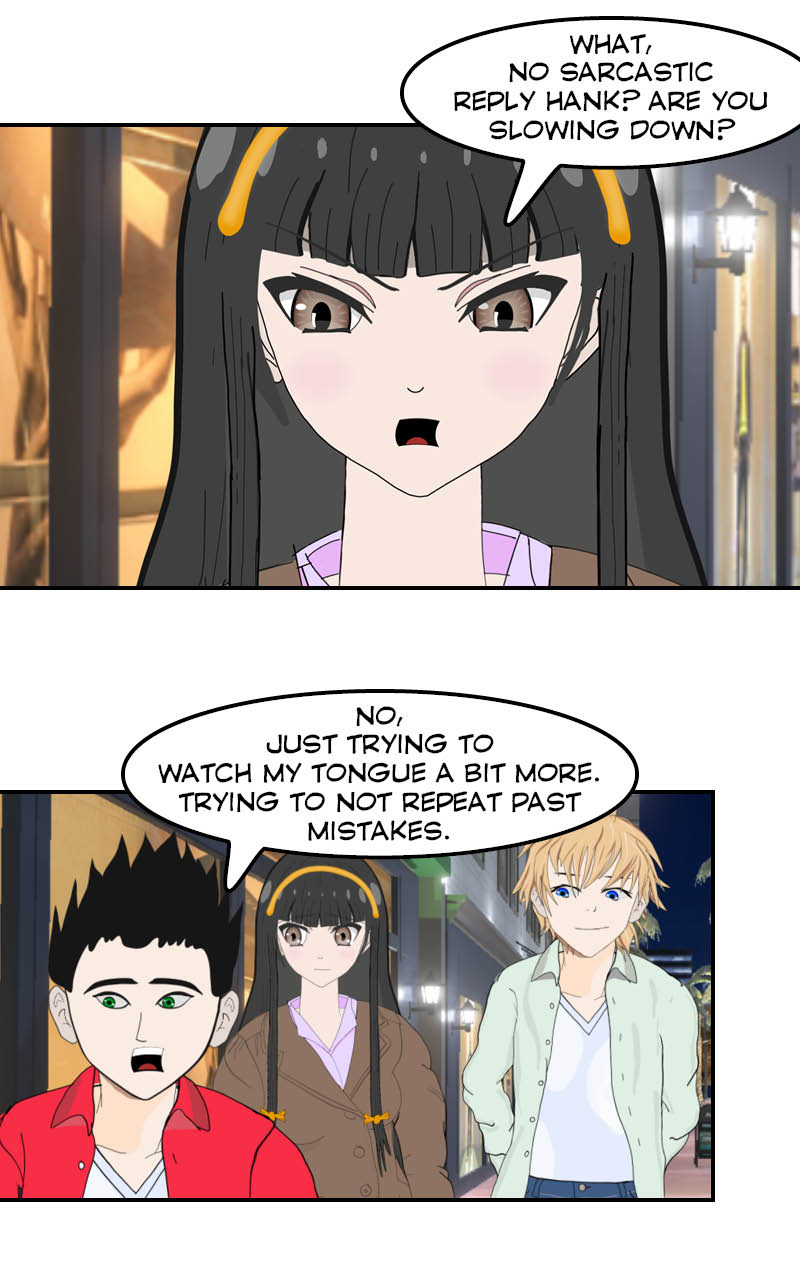 WHAT,
NO SARCASTIC
REPLY HANK? ARE YOU
SLOWING DOWN?
NO,
JUST TRYING TO
WATCH MY TONGUE A BIT MORE.
TRYING TO NOT REPEAT PAST
MISTAKES.